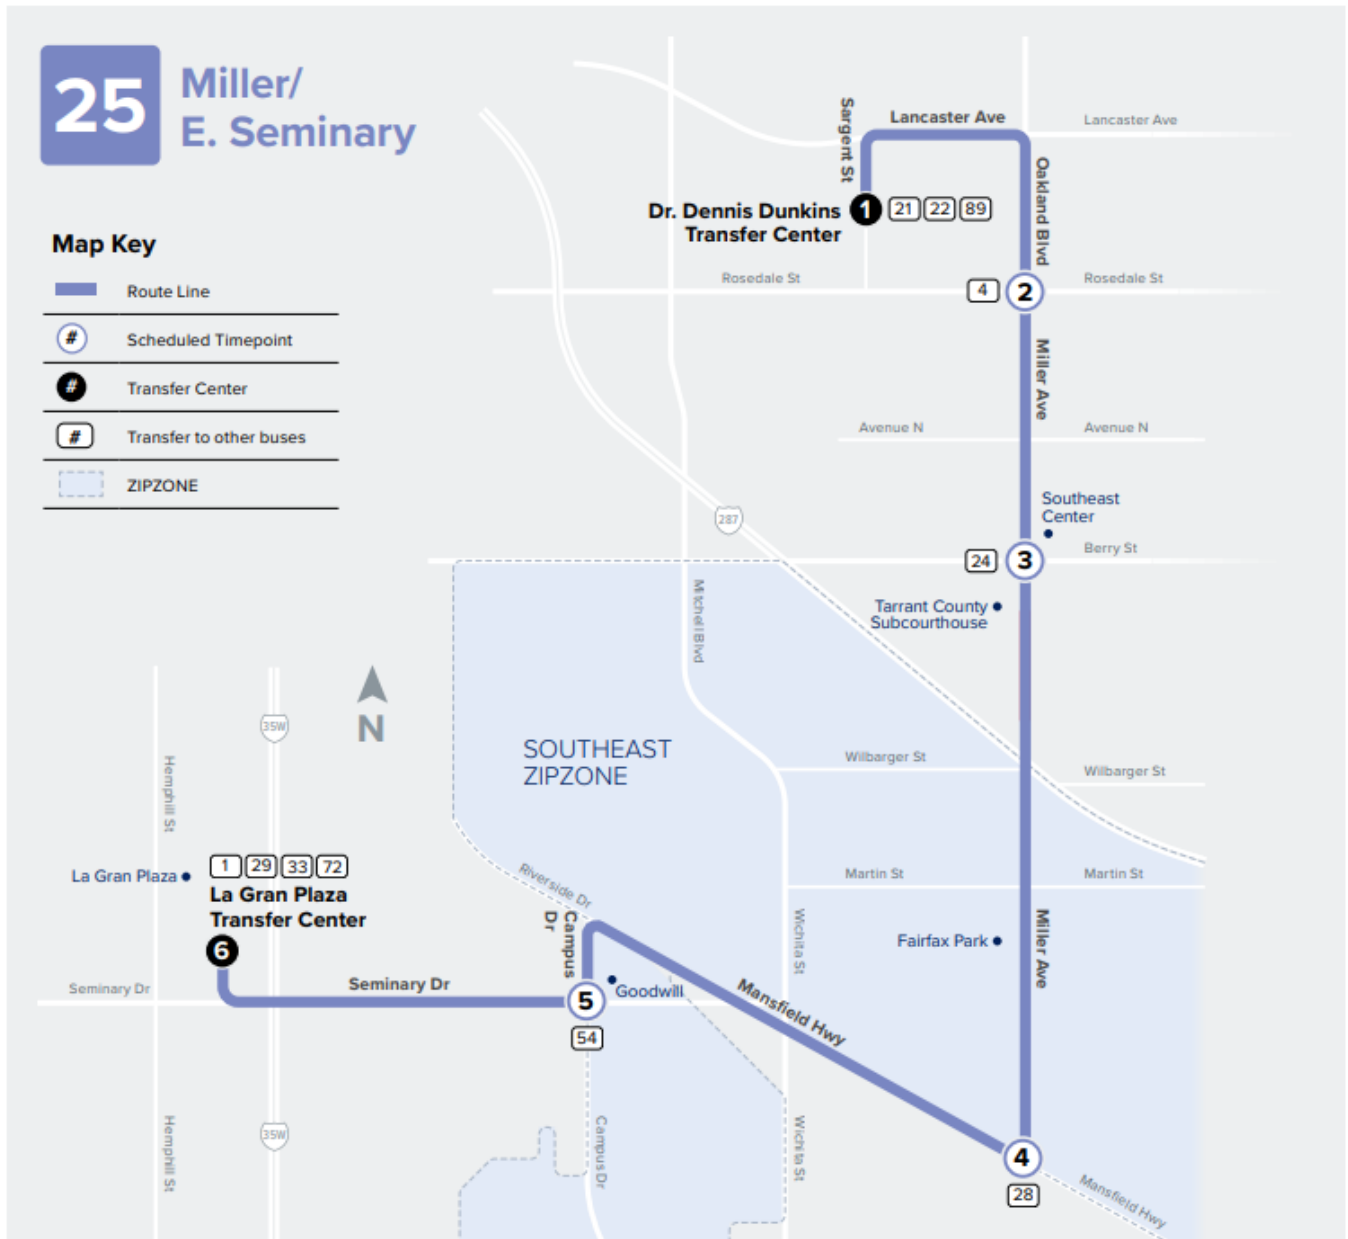 25
Miller/
E. Seminary
Map Key
Route Line
# Scheduled Timepoint
# Transfer Center
# Transfer to other buses
ZIPZONE
Sargent St
Lancaster Ave
Lancaster Ave
Oakland Blvd
Dr. Dennis Dunkins
Transfer Center
1
21 22 89
Rosedale St
4
2
Rosedale St
Miller Ave
Avenue N
Avenue N
287
Southeast
Center
24
3
Berry St
Mitchell Blvd
Tarrant County
Subcourthouse
N
35W
SOUTHEAST
ZIPZONE
Wilbarger St
Wilbarger St
Hemphill St
La Gran Plaza
1 29 33 72
La Gran Plaza
Transfer Center
6
Riverside Dr
Martin St
Martin St
Campus
Dr
Wichita St
Fairfax Park
Miller Ave
Seminary Dr
Seminary Dr
5
Goodwill
54
Mansfield Hwy
35W
Hemphill St
Campus Dr
Wichita St
4
28
Mansfield Hwy